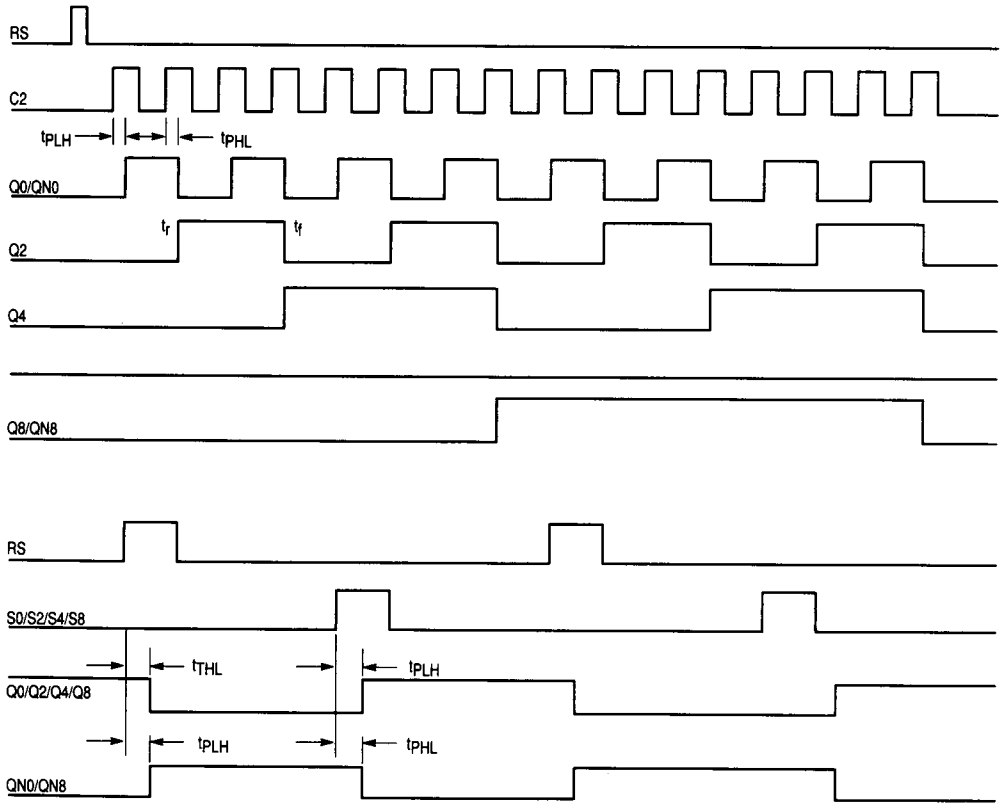 RS
C2
tPLH tPHL
Q0/QN0
tr tf
Q2
Q4
Q8/QN8
RS
S0/S2/S4/S8
tTHL tPLH
Q0/Q2/Q4/Q8
tPLH tPHL
QN0/QN8